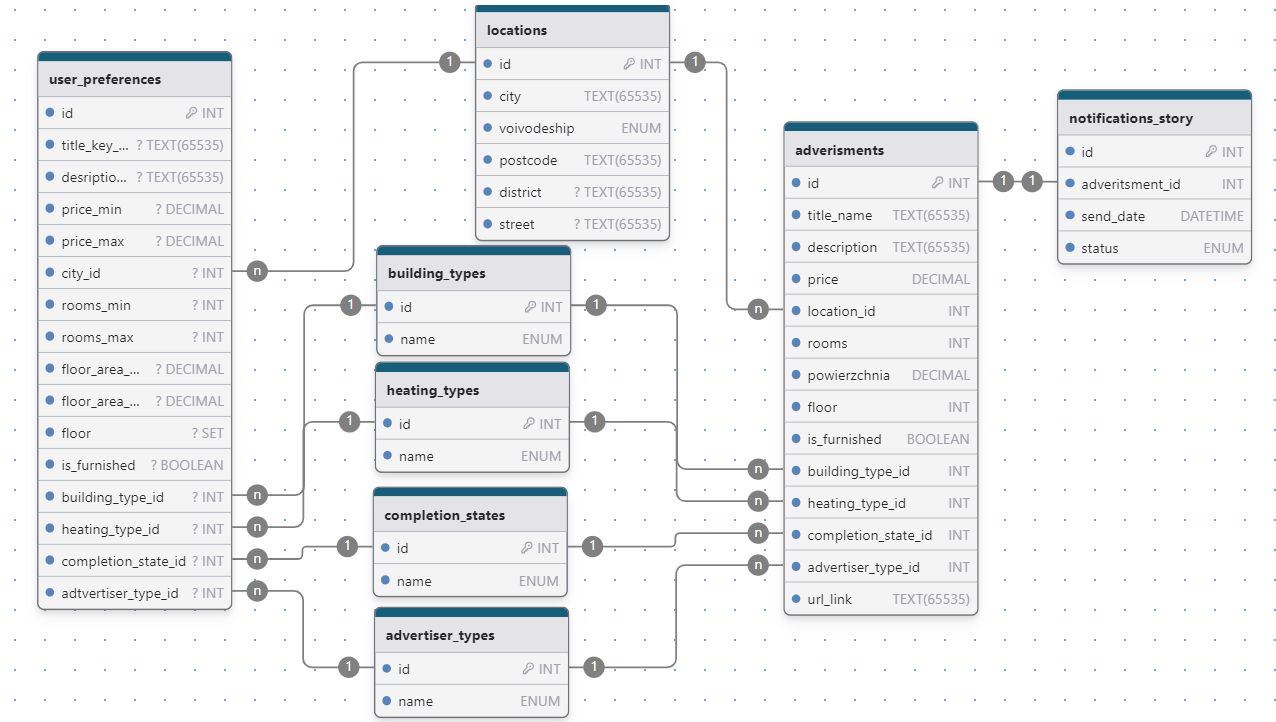 user_preferences
id INT
title_key_... ? TEXT(65535)
desrıptio... ? TEXT(65535)
price_min ? DECIMAL
price_max ? DECIMAL
city_id ? INT
rooms_min ? INT
rooms_max ? INT
floor_area_... ? DECIMAL
floor_area_... ? DECIMAL
floor ? SET
is_furnished ? BOOLEAN
building_type_id ? INT
heating_type_id ? INT
completion_state_id ? INT
adtvertiser_type_id ? INT
n
n
n
n
n
1
1
1
1
1
locations
id INT
city TEXT(65535)
voivodeship ENUM
postcode TEXT(65535)
district ? TEXT(65535)
street ? TEXT(65535)
building_types
id INT
name ENUM
heating_types
id INT
name ENUM
completion_states
id INT
name ENUM
advertiser_types
id INT
name ENUM
1
1
1
1
1
n
n
n
n
n
adverisments
id INT
title_name TEXT(65535)
description TEXT(65535)
price DECIMAL
location_id INT
rooms INT
powierzchnia DECIMAL
floor INT
is_furnished BOOLEAN
building_type_id INT
heating_type_id INT
completion_state_id INT
advertiser_type_id INT
url_link TEXT(65535)
1 1
notifications_story
id INT
adveritsment_id INT
send_date DATETIME
status ENUM